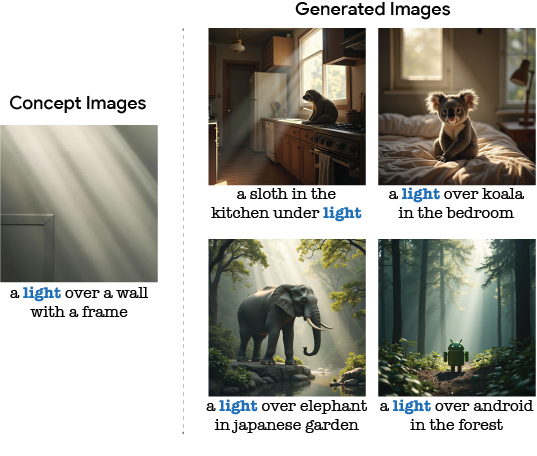 Generated Images
Concept Images
a light over a wall
with a frame
a sloth in the
kitchen under light
a light over koala
in the bedroom
a light over elephant
in japanese garden
a light over android
in the forest